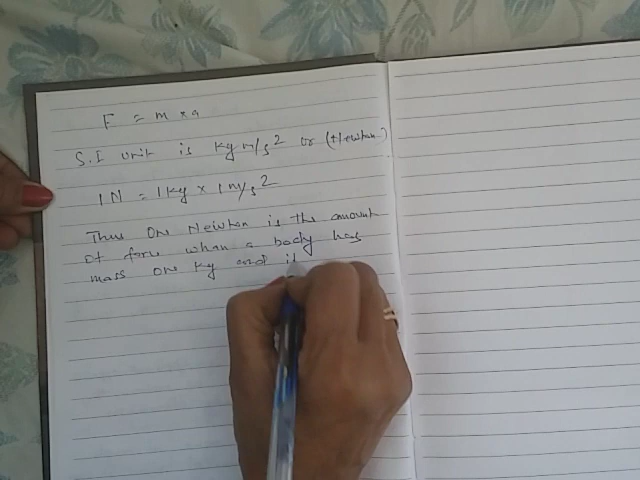 F = m × a
S.I unit is kg m/s² or (Newton)
1N = 1kg × 1m/s²
Thus One Newton is the amount
of force when a body has
mass one kg and it